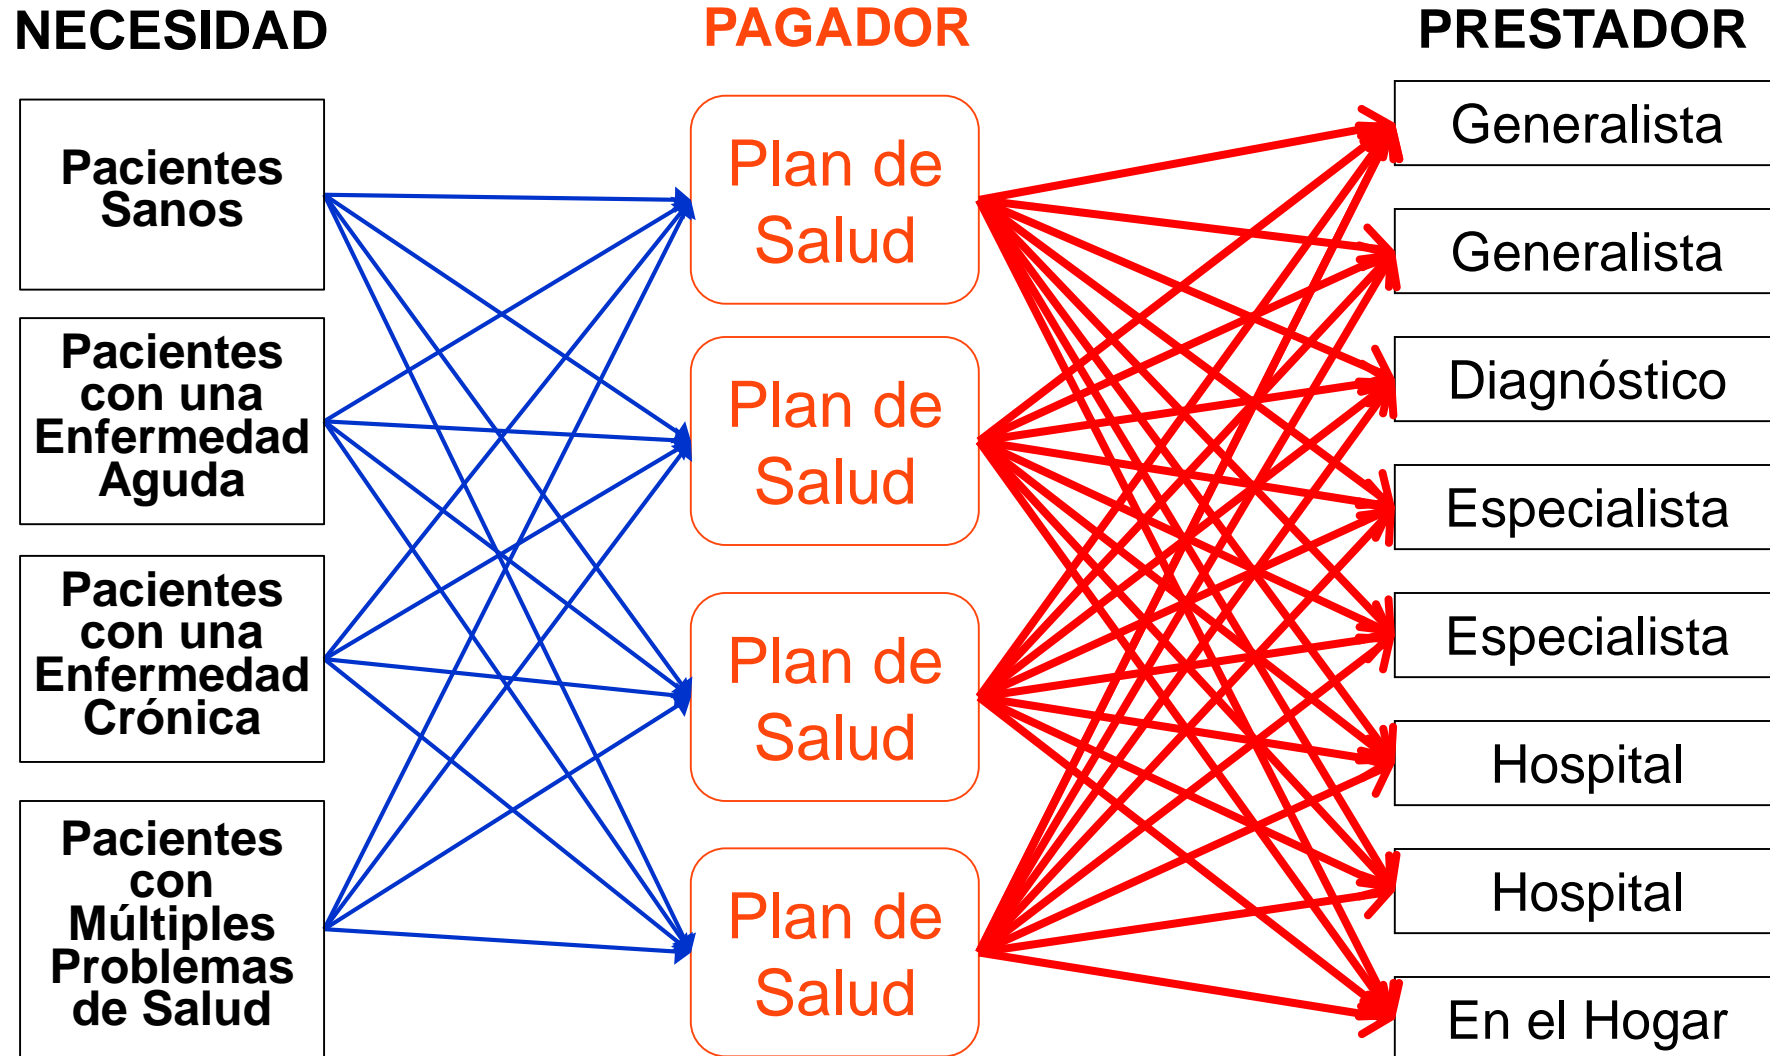 NECESIDAD
Pacientes
Sanos
Pacientes
con una
Enfermedad
Aguda
Pacientes
con una
Enfermedad
Crónica
Pacientes
con
Múltiples
Problemas
de Salud
PAGADOR
Plan de
Salud
Plan de
Salud
Plan de
Salud
Plan de
Salud
PRESTADOR
Generalista
Generalista
Diagnóstico
Especialista
Especialista
Hospital
Hospital
En el Hogar